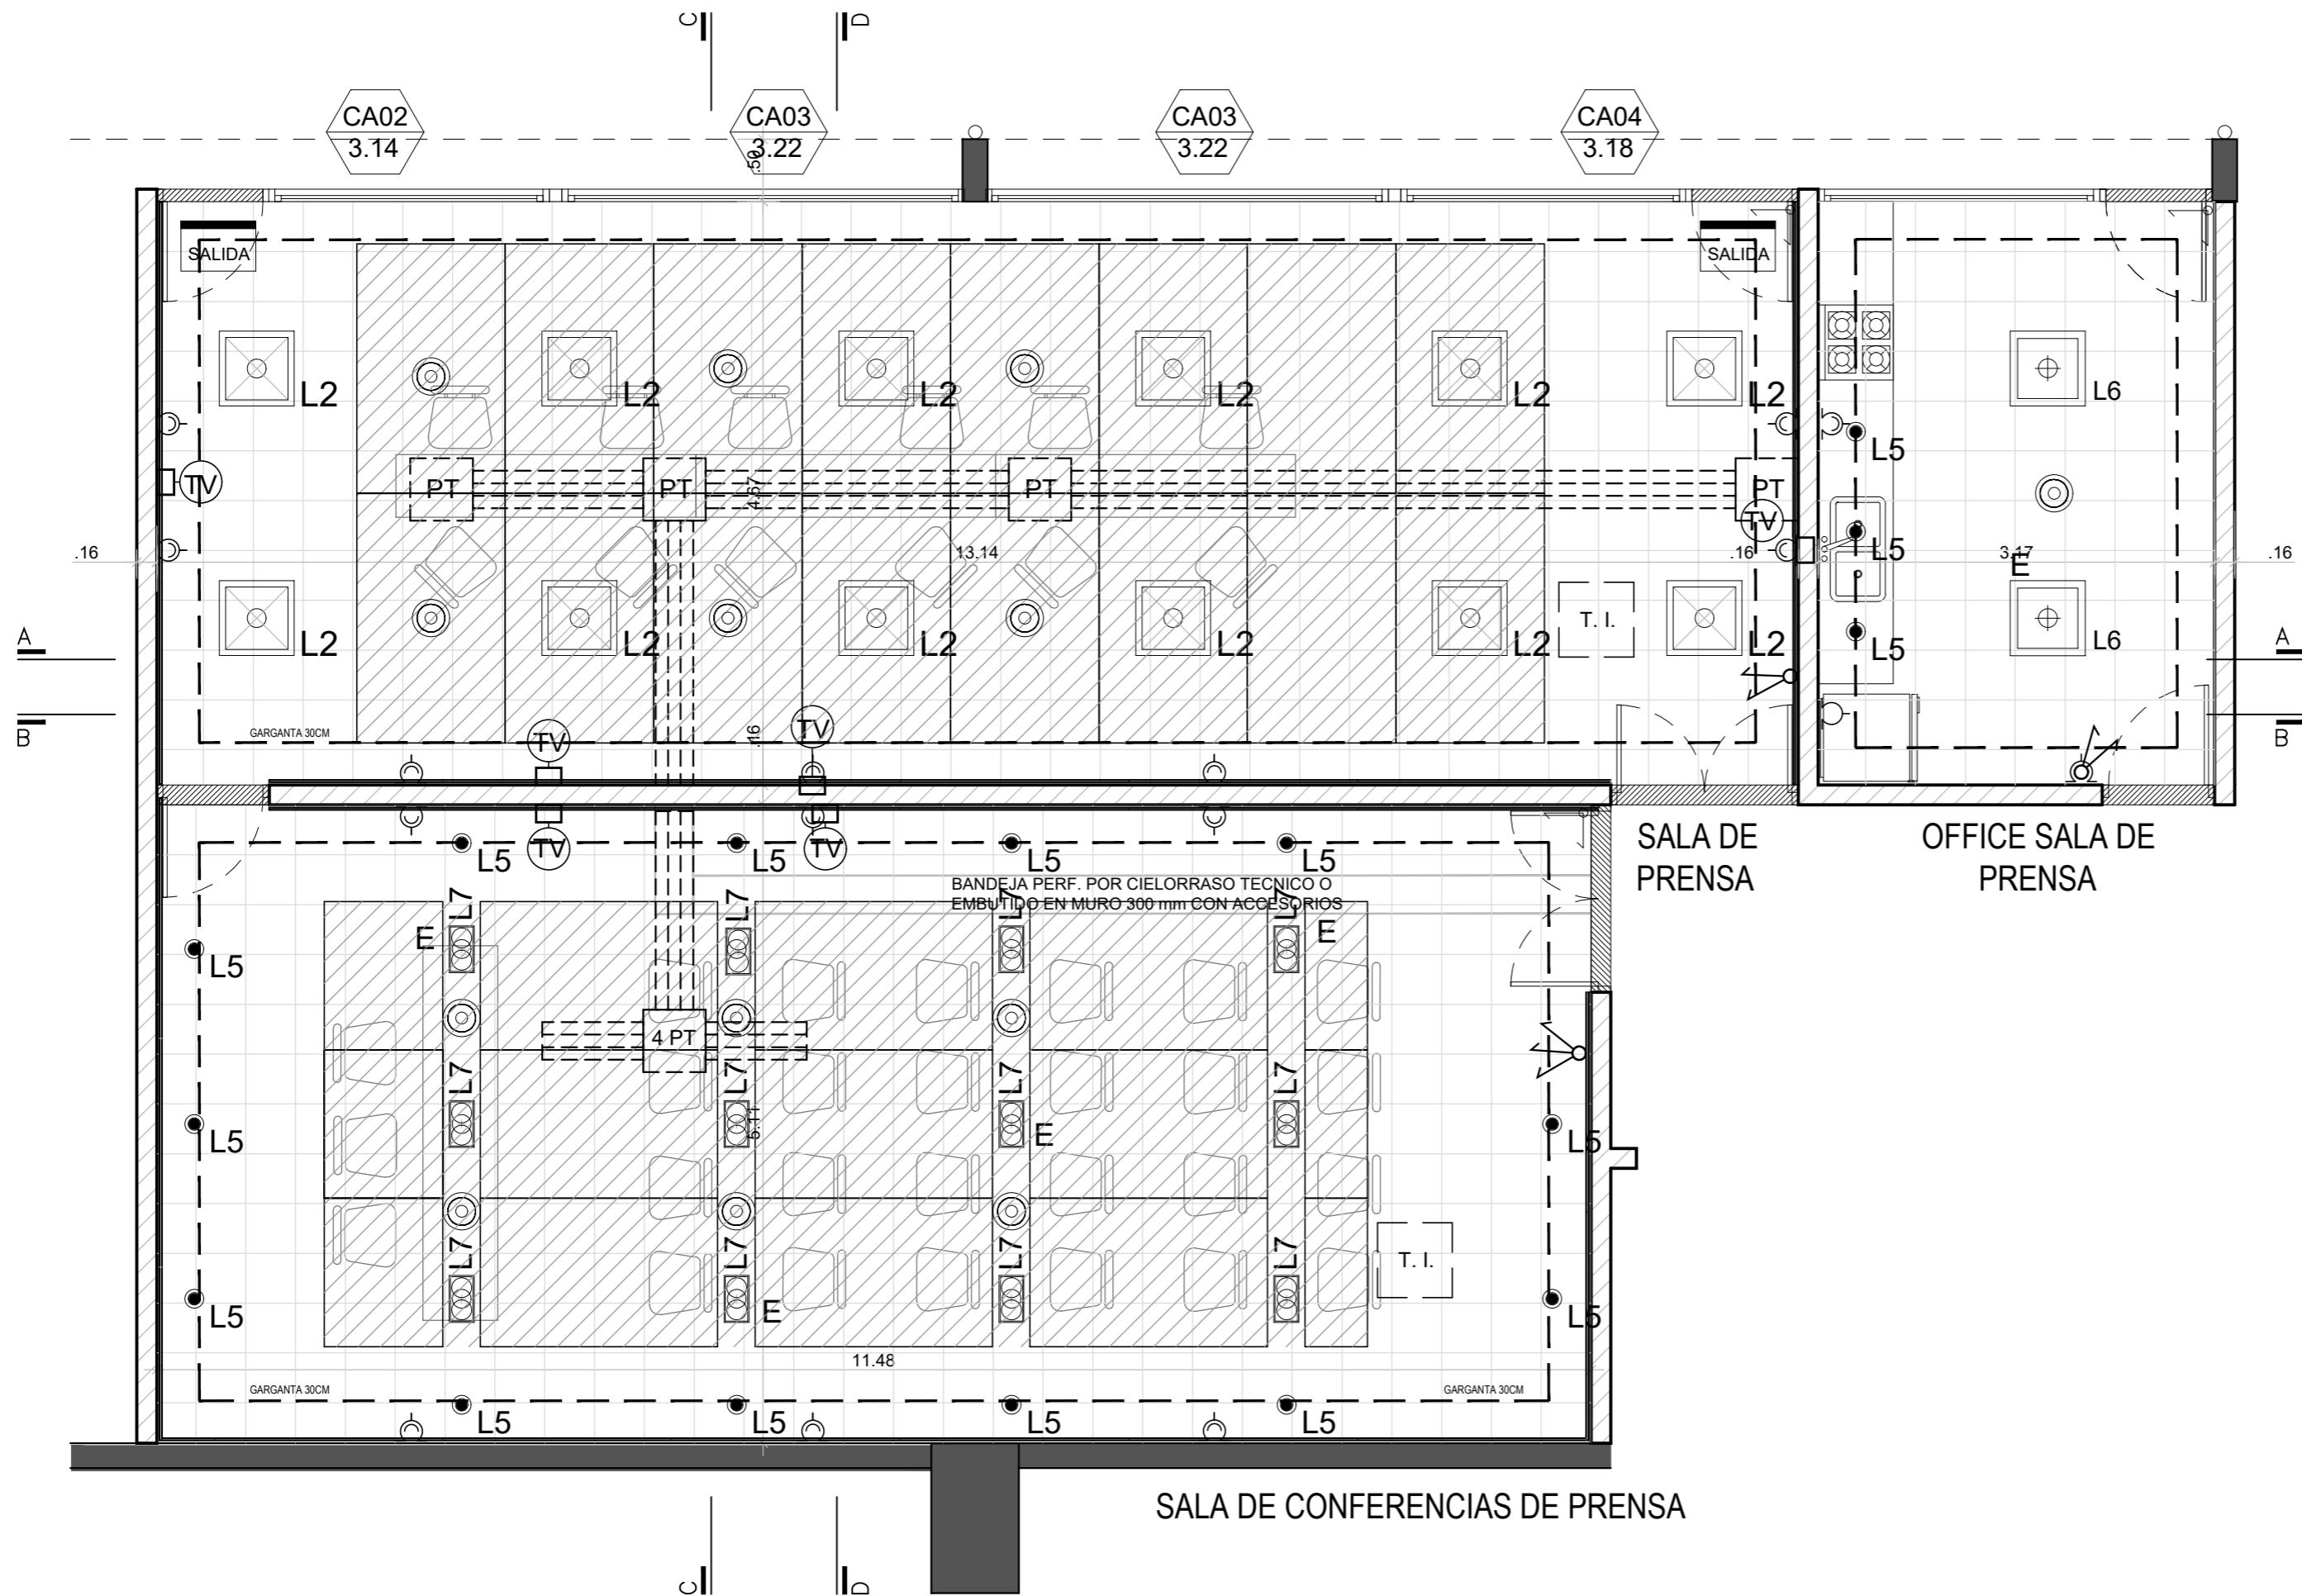 C
D
CA02
3.14
CA03
3.22
CA03
3.22
CA04
3.18
.50
SALIDA
SALIDA
L2
L2
L2
L2
L2
L2
L6
L5
TV
PT
PT
PT
PT
4.67
TV
.16
13.14
.16
L5
3.17
E
.16
T. I.
L2
L2
L2
L2
L2
L2
L5
L6
A
A
B
B
GARGANTA 30CM
TV
.16
TV
TV
TV
L5
L5
L5
L5
SALA DE
PRENSA
OFFICE SALA DE
PRENSA
BANDEJA PERF. POR CIELORRASO TECNICO O
EMBUTIDO EN MURO 300 mm CON ACCESORIOS
L7
L7
L7
L7
E
E
L5
4 PT
L7
L7
L7
L7
5.11
E
L5
L5
L7
L7
L7
L7
T. I.
E
L5
L5
11.48
GARGANTA 30CM
GARGANTA 30CM
L5
L5
L5
L5
SALA DE CONFERENCIAS DE PRENSA
C
D